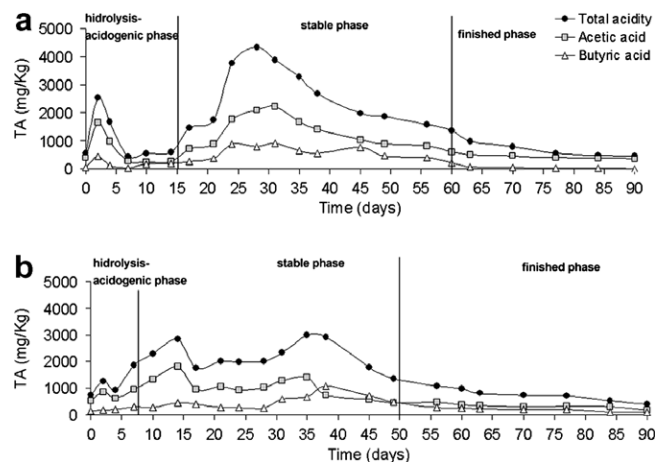 a
hidrolysis-
acidogenic phase
stable phase
finished phase
Total acidity
Acetic acid
Butyric acid
TA (mg/Kg)
5000
4000
3000
2000
1000
0
0 5 10 15 20 25 30 35 40 45 50 55 60 65 70 75 80 85 90
Time (days)
b
hidrolysis-
acidogenic phase
stable phase
finished phase
TA (mg/Kg)
5000
4000
3000
2000
1000
0
0 5 10 15 20 25 30 35 40 45 50 55 60 65 70 75 80 85 90
Time (days)